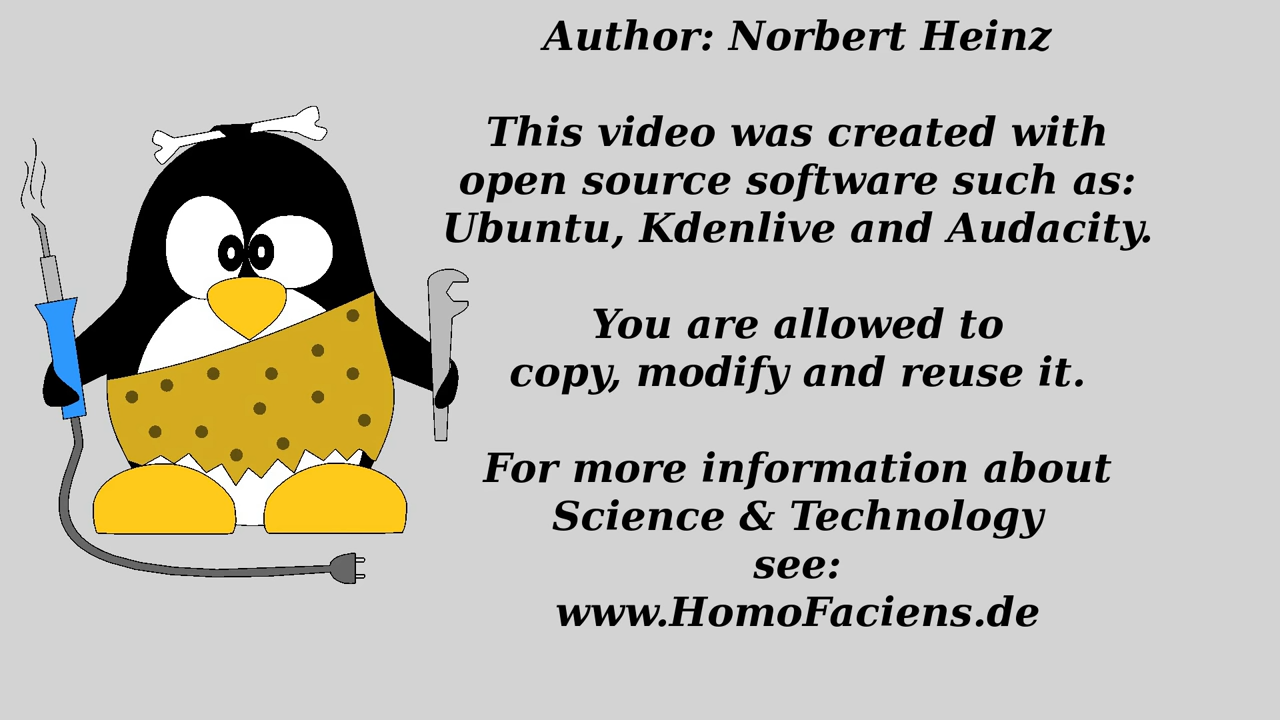 Author: Norbert Heinz
This video was created with
open source software such as:
Ubuntu, Kdenlive and Audacity.
You are allowed to
copy, modify and reuse it.
For more information about
Science & Technology
see:
www.HomoFaciens.de